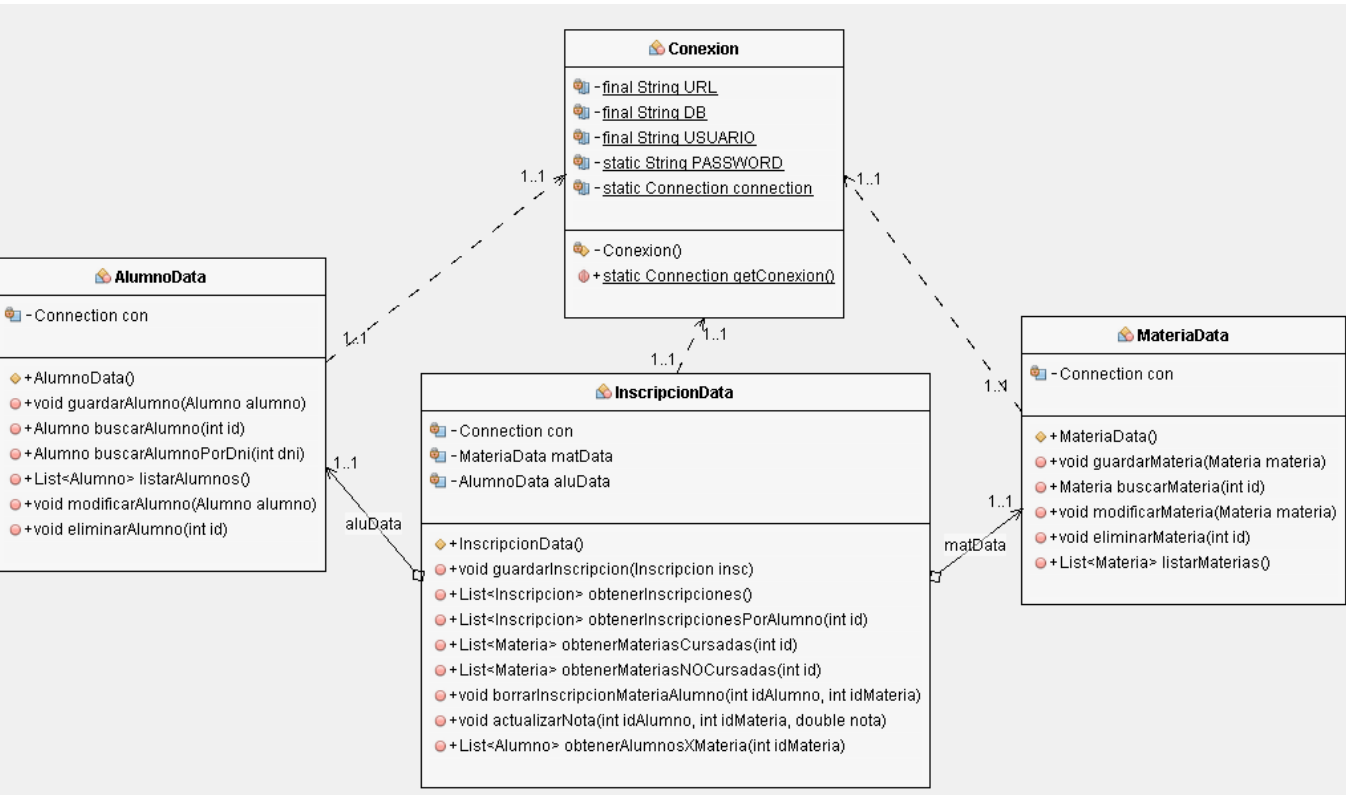 Conexion
-final String URL
-final String DB
-final String USUARIO
-static String PASSWORD
-static Connection connection
-Conexion()
+static Connection getConexion()
1..1
1..1
1..1
1..1
1..1
1..1
AlumnoData
-Connection con
+AlumnoData()
+void guardarAlumno(Alumno alumno)
+Alumno buscarAlumno(int id)
+Alumno buscarAlumnoPorDni(int dni)
+List<Alumno> listarAlumnos()
+void modificarAlumno(Alumno alumno)
+void eliminarAlumno(int id)
1..1
aluData
InscripcionData
-Connection con
-MateriaData matData
-AlumnoData aluData
+InscripcionData()
+void guardarInscripcion(Inscripcion insc)
+List<Inscripcion> obtenerInscripciones()
+List<Inscripcion> obtenerInscripcionesPorAlumno(int id)
+List<Materia> obtenerMateriasCursadas(int id)
+List<Materia> obtenerMateriasNOCursadas(int id)
+void borrarInscripcionMateriaAlumno(int idAlumno, int idMateria)
+void actualizarNota(int idAlumno, int idMateria, double nota)
+List<Alumno> obtenerAlumnosXMateria(int idMateria)
1..1
matData
MateriaData
-Connection con
+MateriaData()
+void guardarMateria(Materia materia)
+Materia buscarMateria(int id)
+void modificarMateria(Materia materia)
+void eliminarMateria(int id)
+List<Materia> listarMaterias()